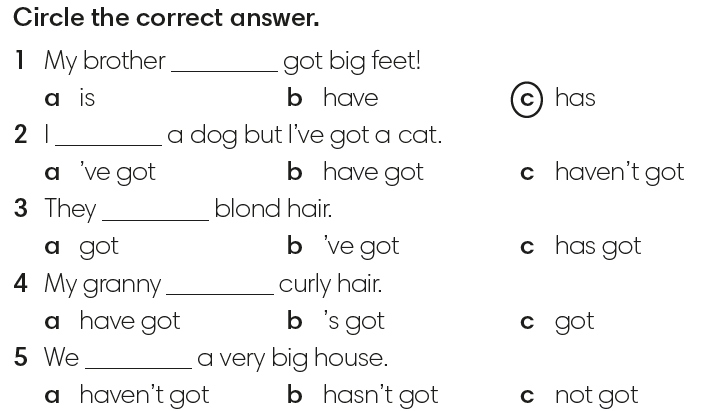 Circle the correct answer.
1 My brother ________ got big feet!
a is b have c has
2 I ________ a dog but I've got a cat.
a 've got b have got c haven't got
3 They ________ blond hair.
a got b 've got c has got
4 My granny ________ curly hair.
a have got b 's got c got
5 We ________ a very big house.
a haven't got b hasn't got c not got